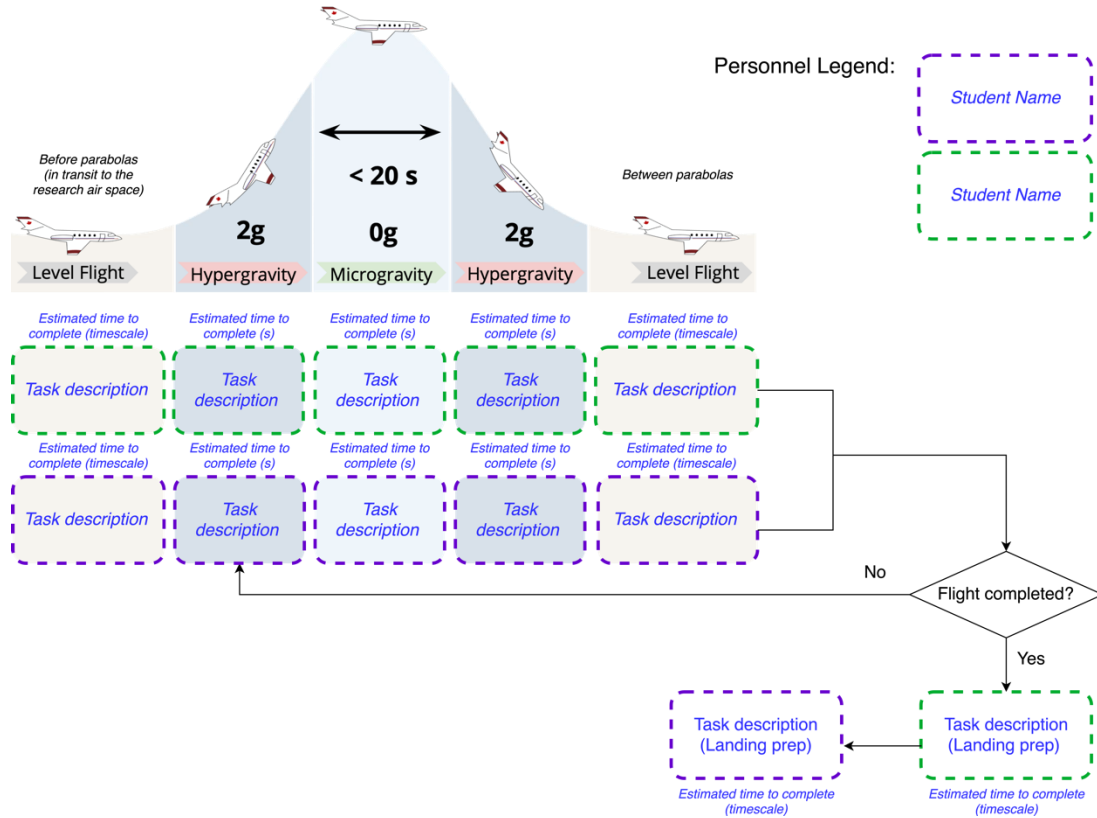 Personnel Legend:
Student Name
Student Name
Before parabolas
(in transit to the
research air space)
< 20 s
Between parabolas
2g
0g
2g
Level Flight
Hypergravity
Microgravity
Hypergravity
Level Flight
Estimated time to
complete (timescale)
Estimated time to
complete (s)
Estimated time to
complete (s)
Estimated time to
complete (s)
Estimated time to
complete (timescale)
Task description
Task
description
Task
description
Task
description
Task description
Estimated time to
complete (timescale)
Estimated time to
complete (s)
Estimated time to
complete (s)
Estimated time to
complete (s)
Estimated time to
complete (timescale)
Task description
Task
description
Task
description
Task
description
Task description
No
Flight completed?
Yes
Task description
(Landing prep)
Task description
(Landing prep)
Estimated time to complete
(timescale)
Estimated time to complete
(timescale)